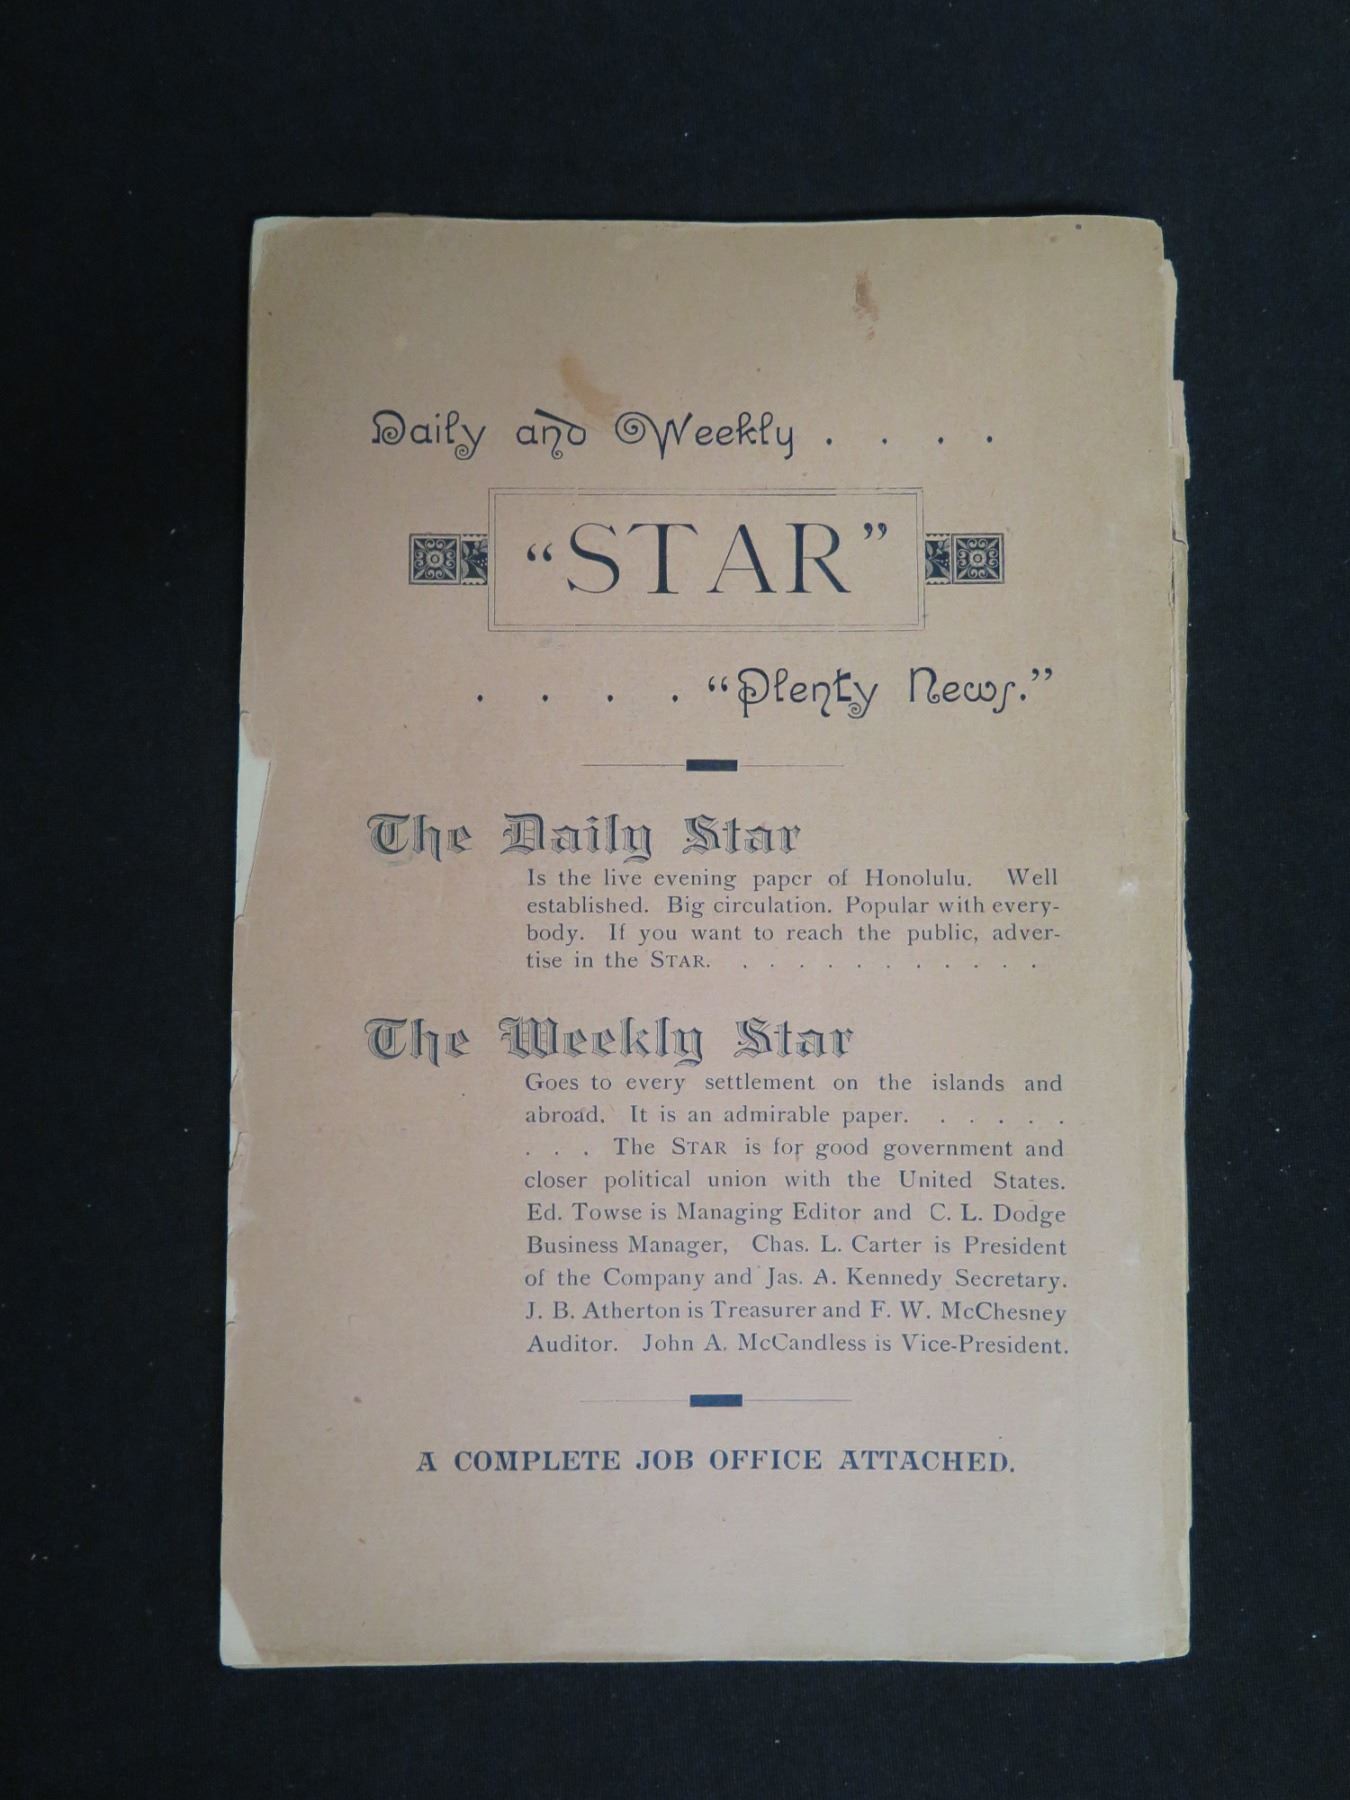 Daily and Weekly . . . .
“STAR”
. . . . “Plenty News.”
The Daily Star
Is the live evening paper of Honolulu. Well
established. Big circulation. Popular with every-
body. If you want to reach the public, adver-
tise in the STAR. . . . . . . . . . . .
The Weekly Star
Goes to every settlement on the islands and
abroad. It is an admirable paper. . . . . .
. . . The STAR is for good government and
closer political union with the United States.
Ed. Towse is Managing Editor and C. L. Dodge
Business Manager, Chas. L. Carter is President
of the Company and Jas. A. Kennedy Secretary.
J. B. Atherton is Treasurer and F. W. McChesney
Auditor. John A. McCandless is Vice-President.
A COMPLETE JOB OFFICE ATTACHED.